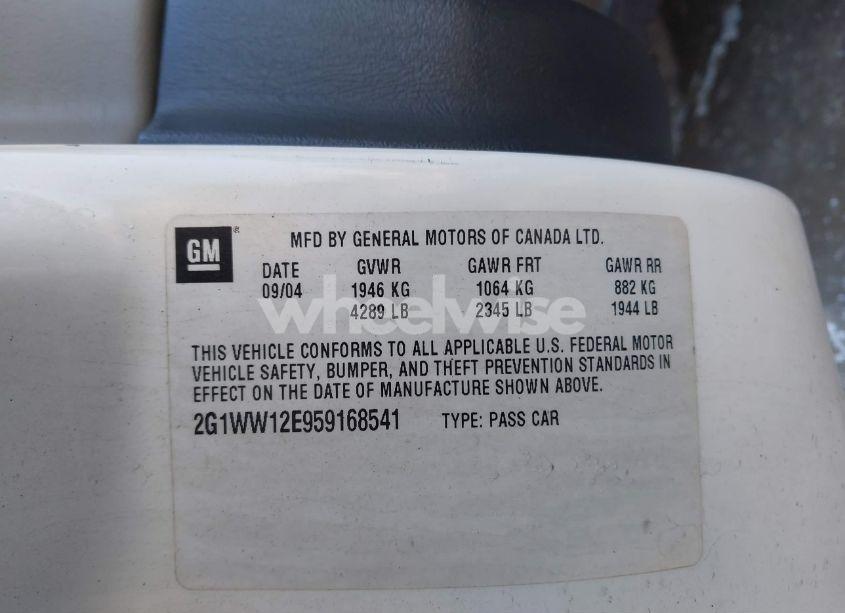 GM
MFD BY GENERAL MOTORS OF CANADA LTD.
DATE GVWR GAWR FRT GAWR RR
09/04 1946 KG 1064 KG 882 KG
4289 LB 2345 LB 1944 LB
wheelwise
THIS VEHICLE CONFORMS TO ALL APPLICABLE U.S. FEDERAL MOTOR
VEHICLE SAFETY, BUMPER, AND THEFT PREVENTION STANDARDS IN
EFFECT ON THE DATE OF MANUFACTURE SHOWN ABOVE.
2G1WW12E959168541 TYPE: PASS CAR